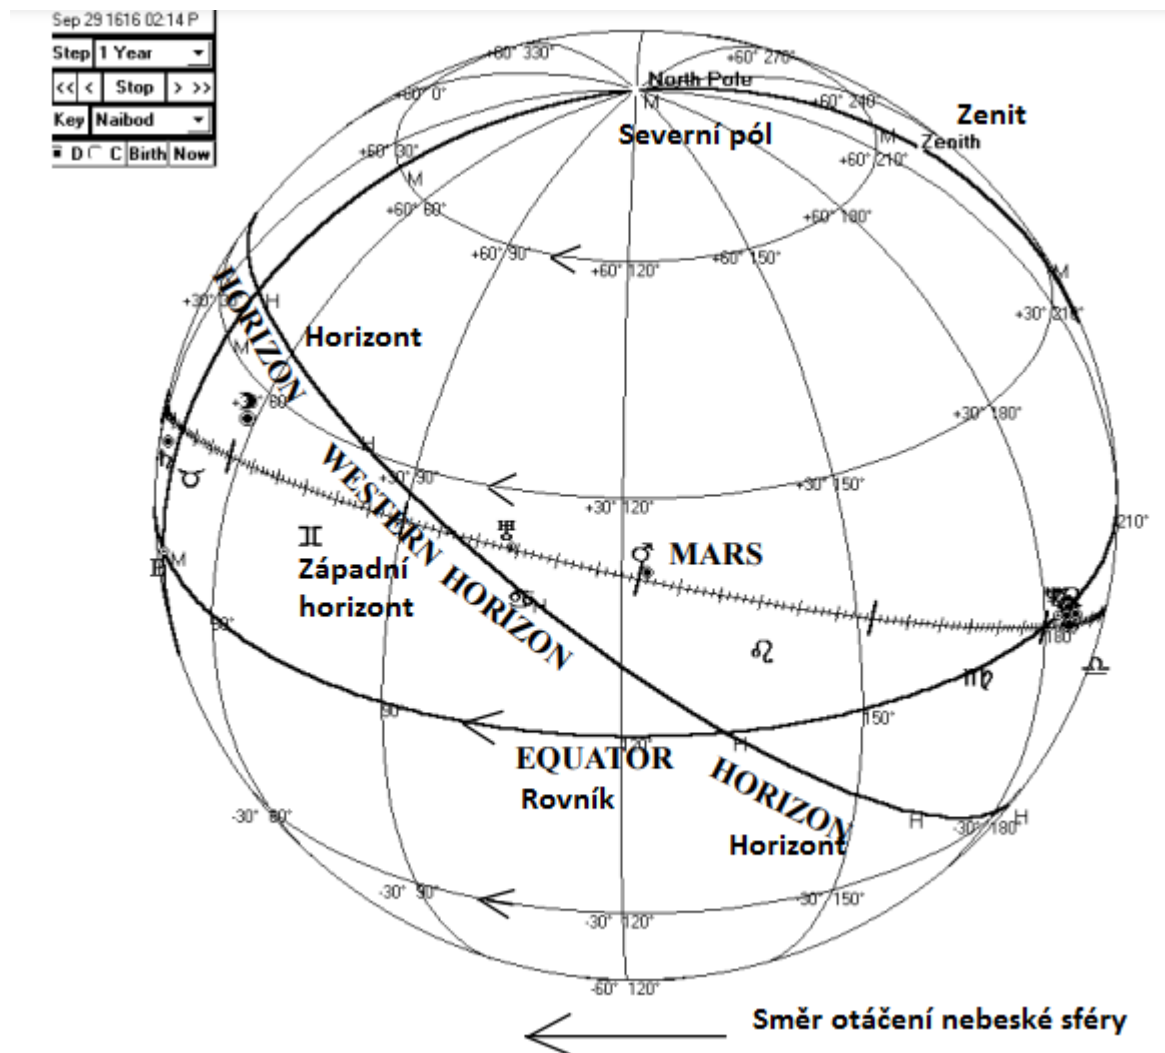 Sep 29 1616 02:14 P
Step 1 Year
<< < Stop > >>
Key Naibod
D C Birth Now
+60° 330°
+60° 270°
North Pole
M
+60° 0°
+60° 240°
Zenit
Severní pól
M
Zenith
+60° 30°
+60° 210°
M
+60° 60°
+60° 180°
+60° 90°
+60° 150°
+60° 120°
M
+30° 30°
H
HORIZON
+30° 210°
Horizont
M
+30° 60°
+30° 180°
H
WESTERN HORIZON
+30° 90°
+30° 150°
+30° 120°
210°
♉
♊
♅
♂ MARS
Západní
horizont
M
E
H
180°
♌
♍
♎
90°
150°
120°
H
EQUATOR
Rovník
HORIZON
Horizont
-30° 60°
H
-30° 180°
H
-30° 90°
-30° 150°
-30° 120°
-60° 120°
Směr otáčení nebeské sféry